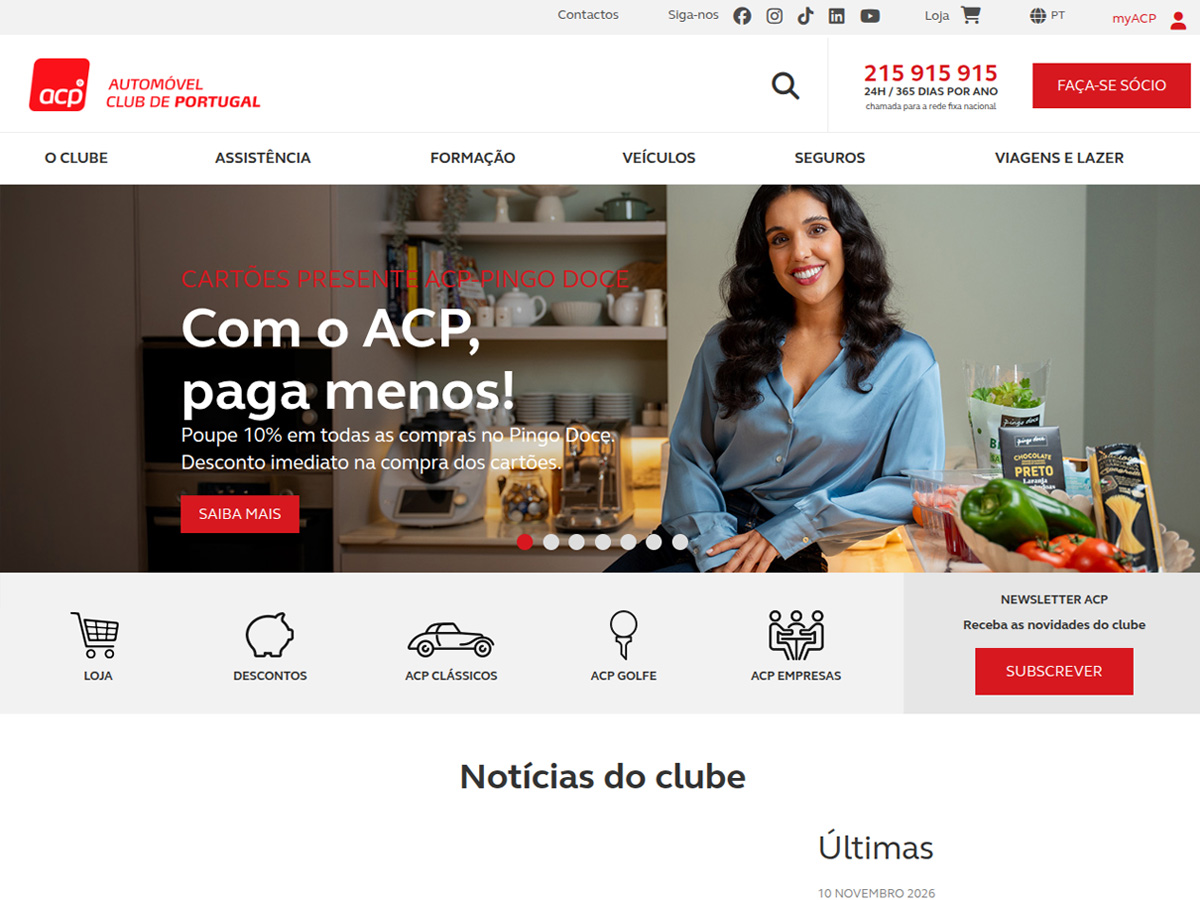 Contactos
Siga-nos
Loja
PT
myACP
acp
AUTOMÓVEL
CLUB DE PORTUGAL
215 915 915
24H / 365 DIAS POR ANO
chamada para a rede fixa nacional
FAÇA-SE SÓCIO
O CLUBE
ASSISTÊNCIA
FORMAÇÃO
VEÍCULOS
SEGUROS
VIAGENS E LAZER
CARTÕES PRESENTE ACP-PINGO DOCE
Com o ACP,
paga menos!
Poupe 10% em todas as compras no Pingo Doce.
Desconto imediato na compra dos cartões.
SAIBA MAIS
pingo doce
CHOCOLATE
PRETO
Laranja
LOJA
DESCONTOS
ACP CLÁSSICOS
ACP GOLFE
ACP EMPRESAS
NEWSLETTER ACP
Receba as novidades do clube
SUBSCREVER
Notícias do clube
Últimas
10 NOVEMBRO 2026